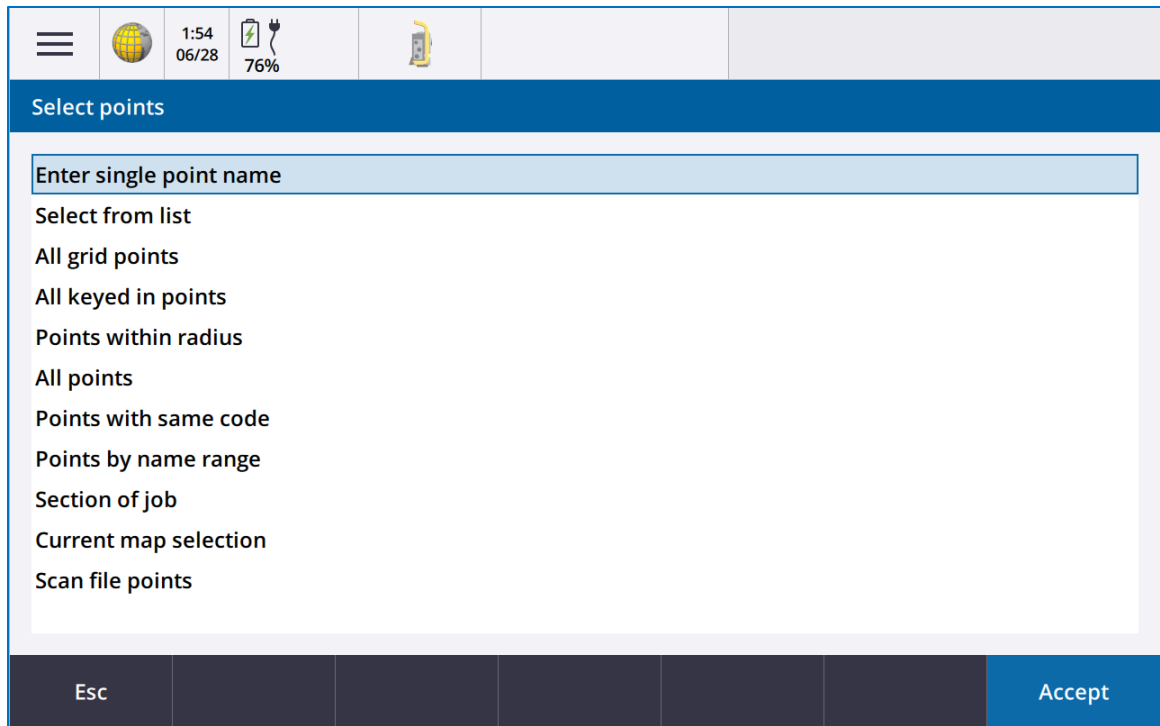 1:54
06/28
76%
Select points
Enter single point name
Select from list
All grid points
All keyed in points
Points within radius
All points
Points with same code
Points by name range
Section of job
Current map selection
Scan file points
Esc
Accept